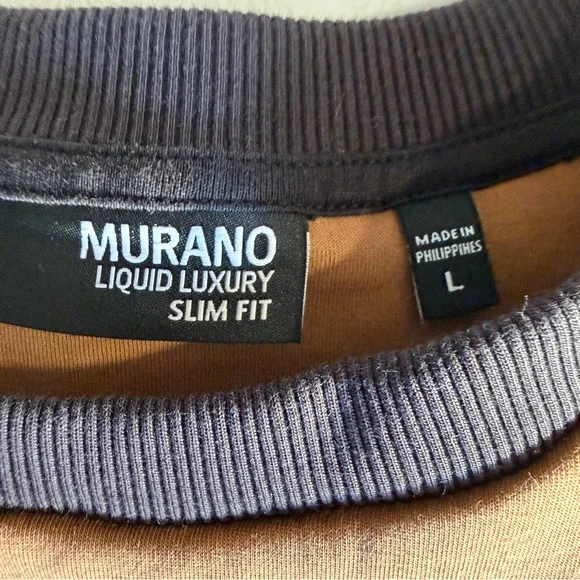 MURANO
LIQUID LUXURY
SLIM FIT
MADE IN
PHILIPPINES
L